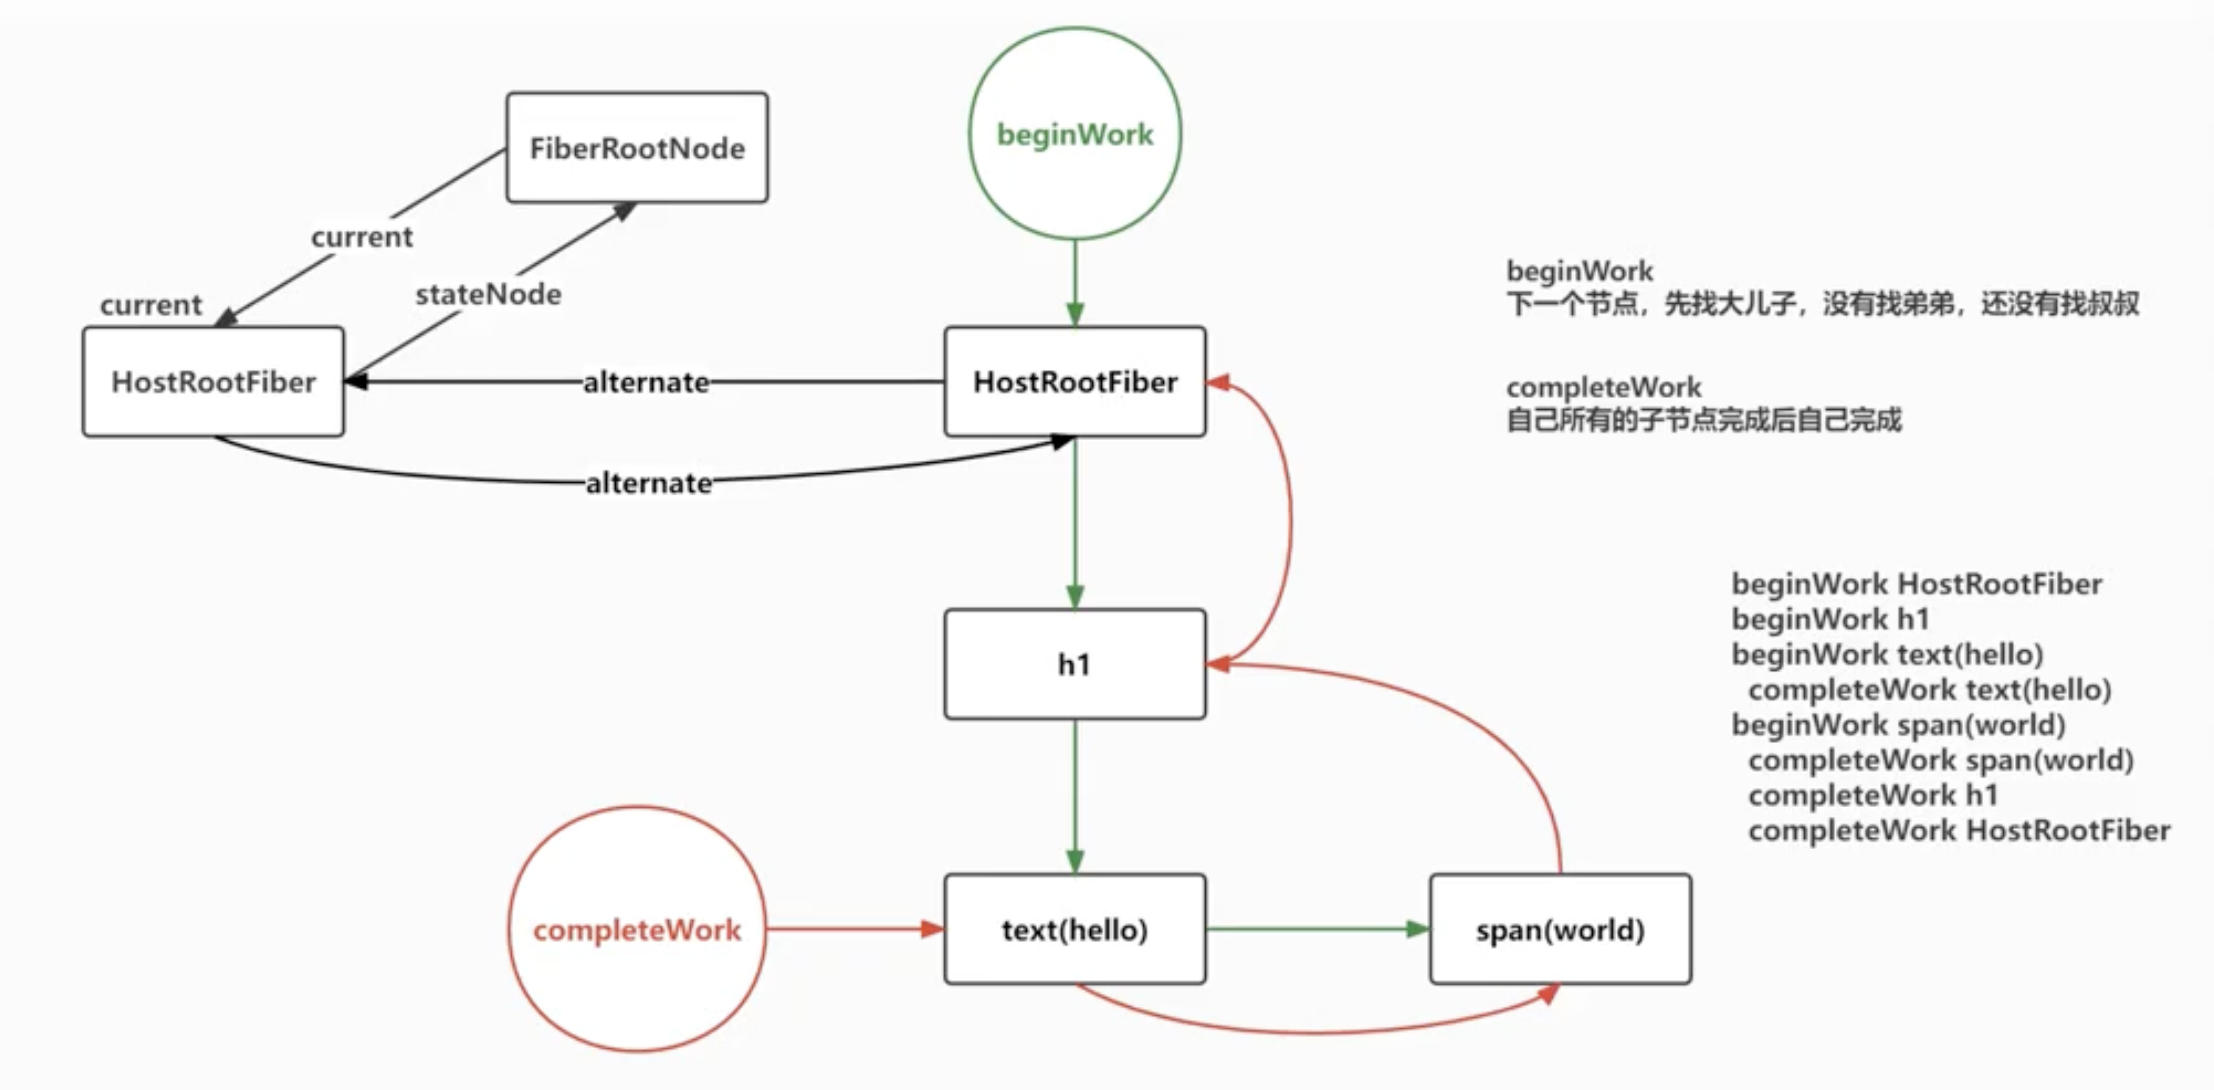 beginWork
FiberRootNode
current
stateNode
current
HostRootFiber
alternate
HostRootFiber
alternate
beginWork
下一个节点，先找大儿子，没有找弟弟，还没有找叔叔
completeWork
自己所有的子节点完成后自己完成
h1
beginWork HostRootFiber
beginWork h1
beginWork text(hello)
completeWork text(hello)
beginWork span(world)
completeWork span(world)
completeWork h1
completeWork HostRootFiber
completeWork
text(hello)
span(world)